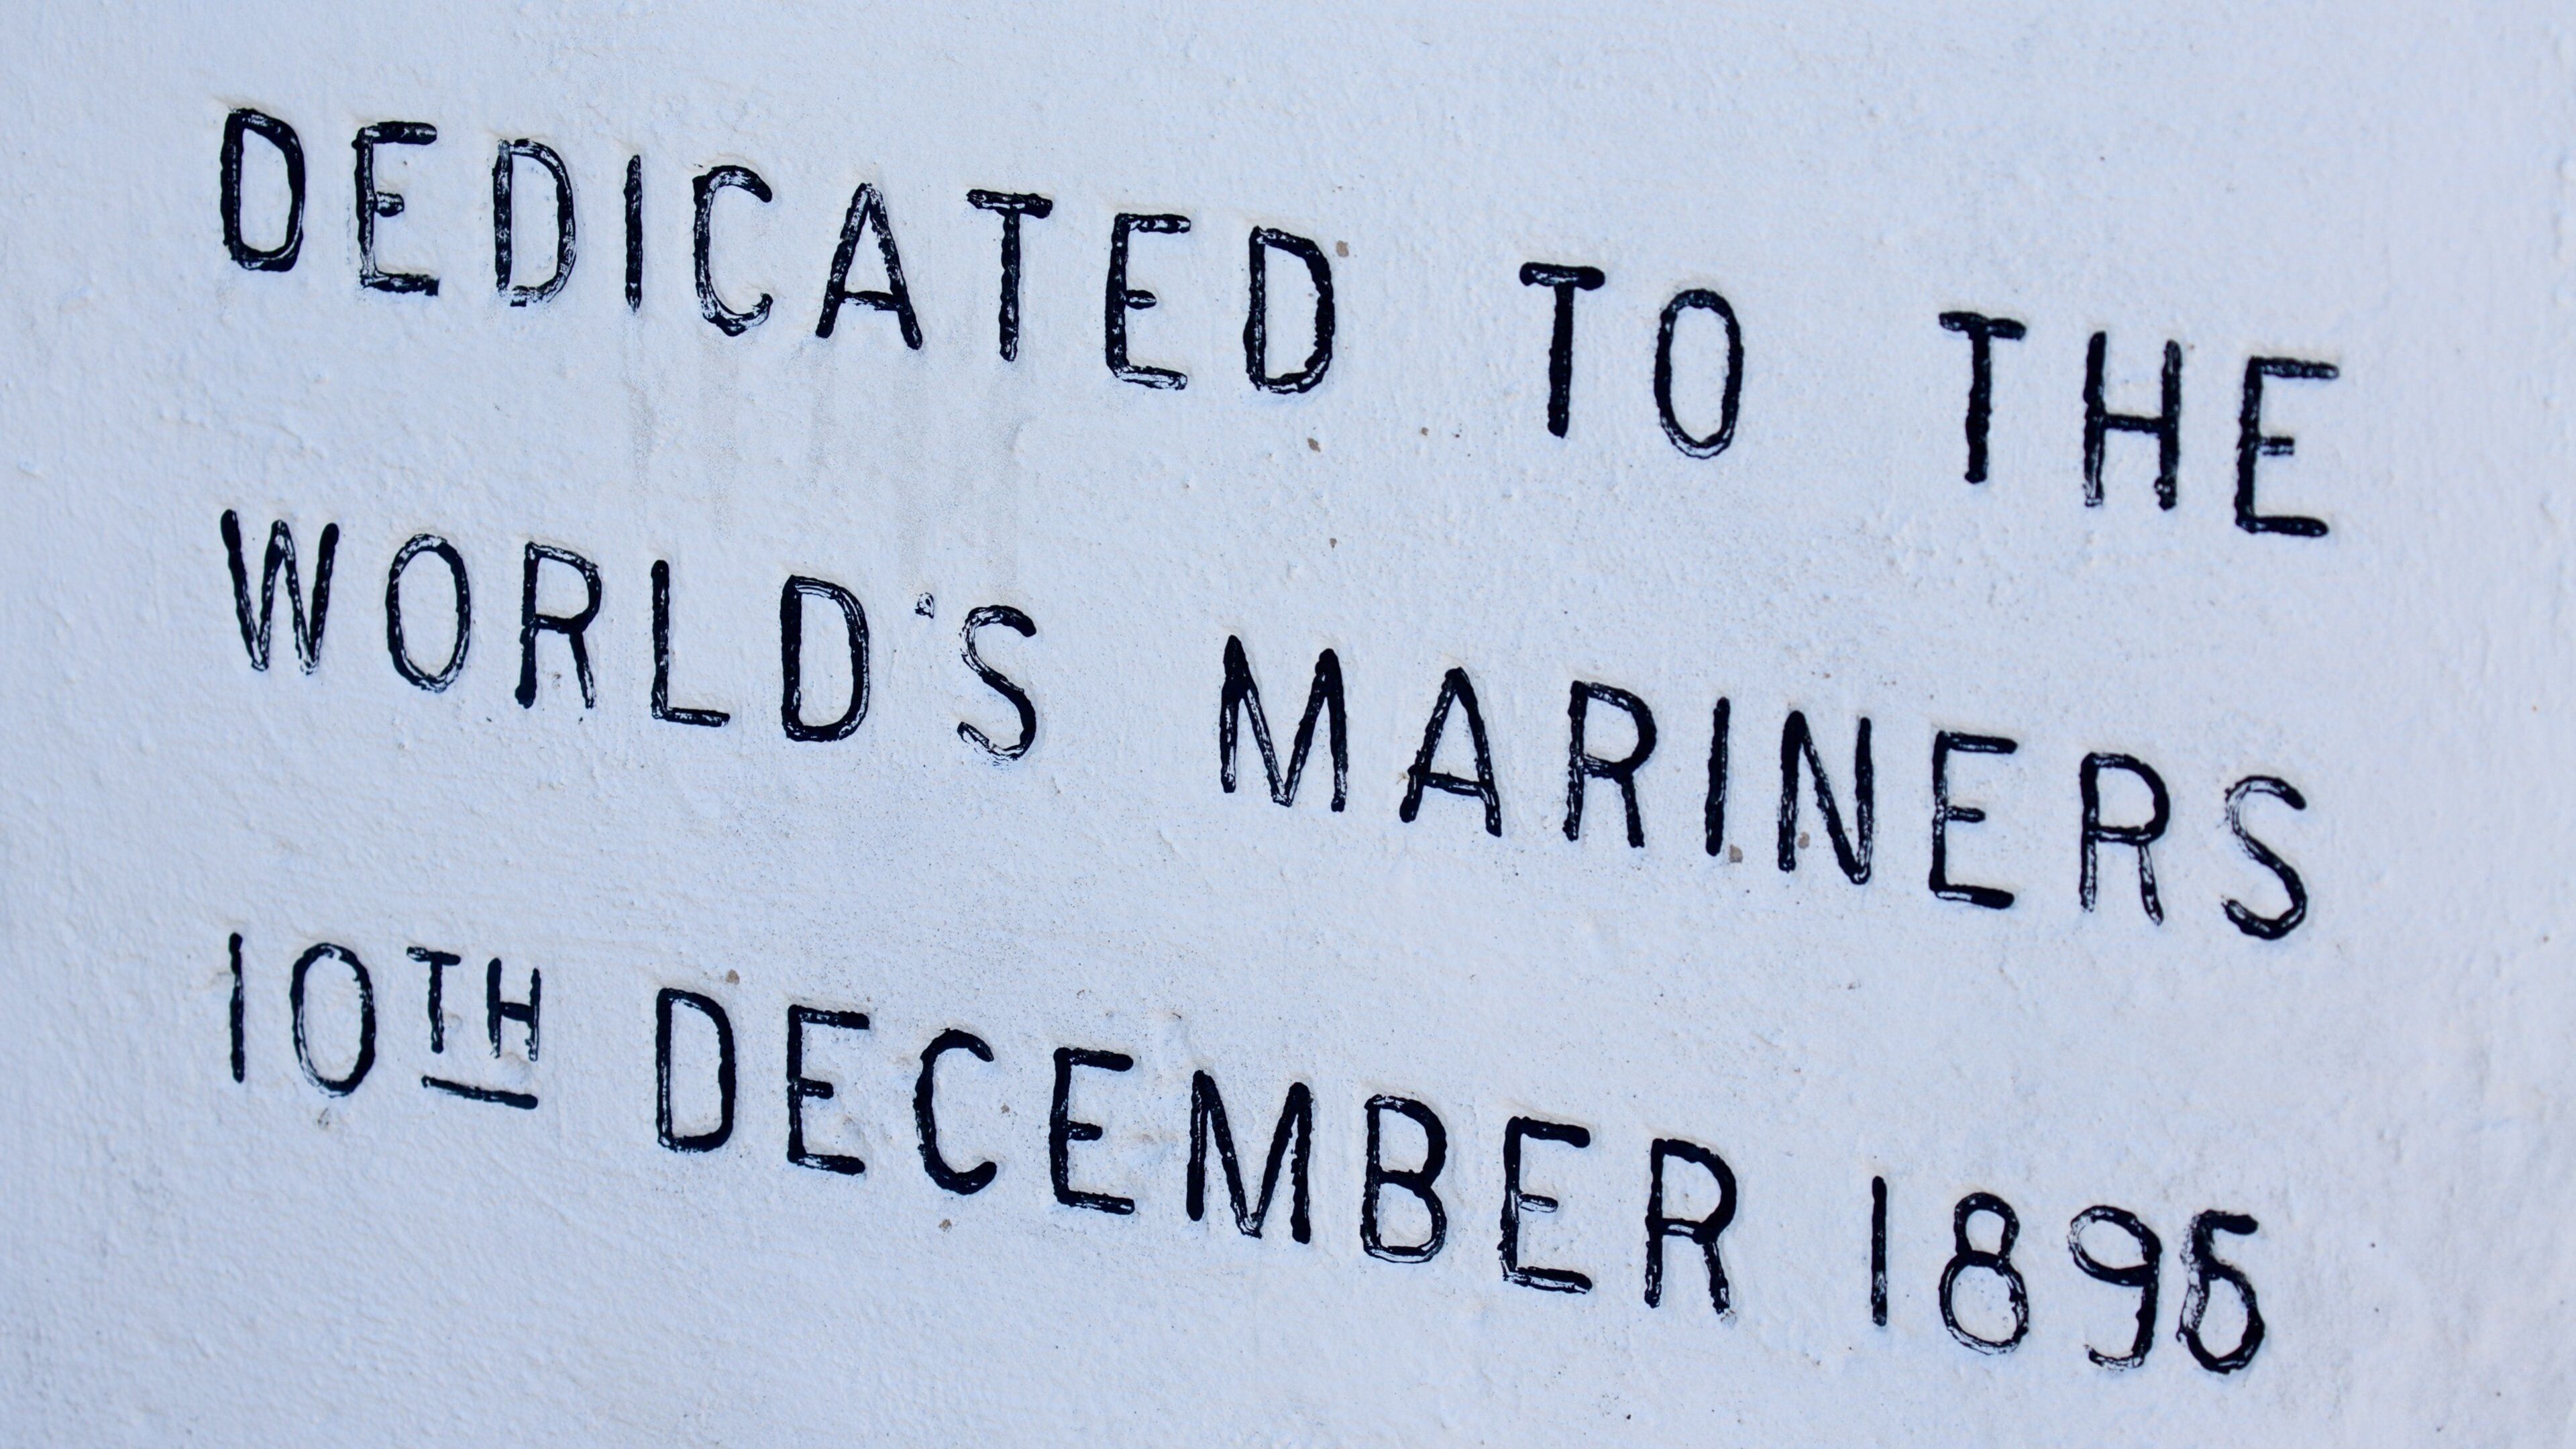 DEDICATED TO THE
WORLD'S MARINERS
10TH DECEMBER 1896